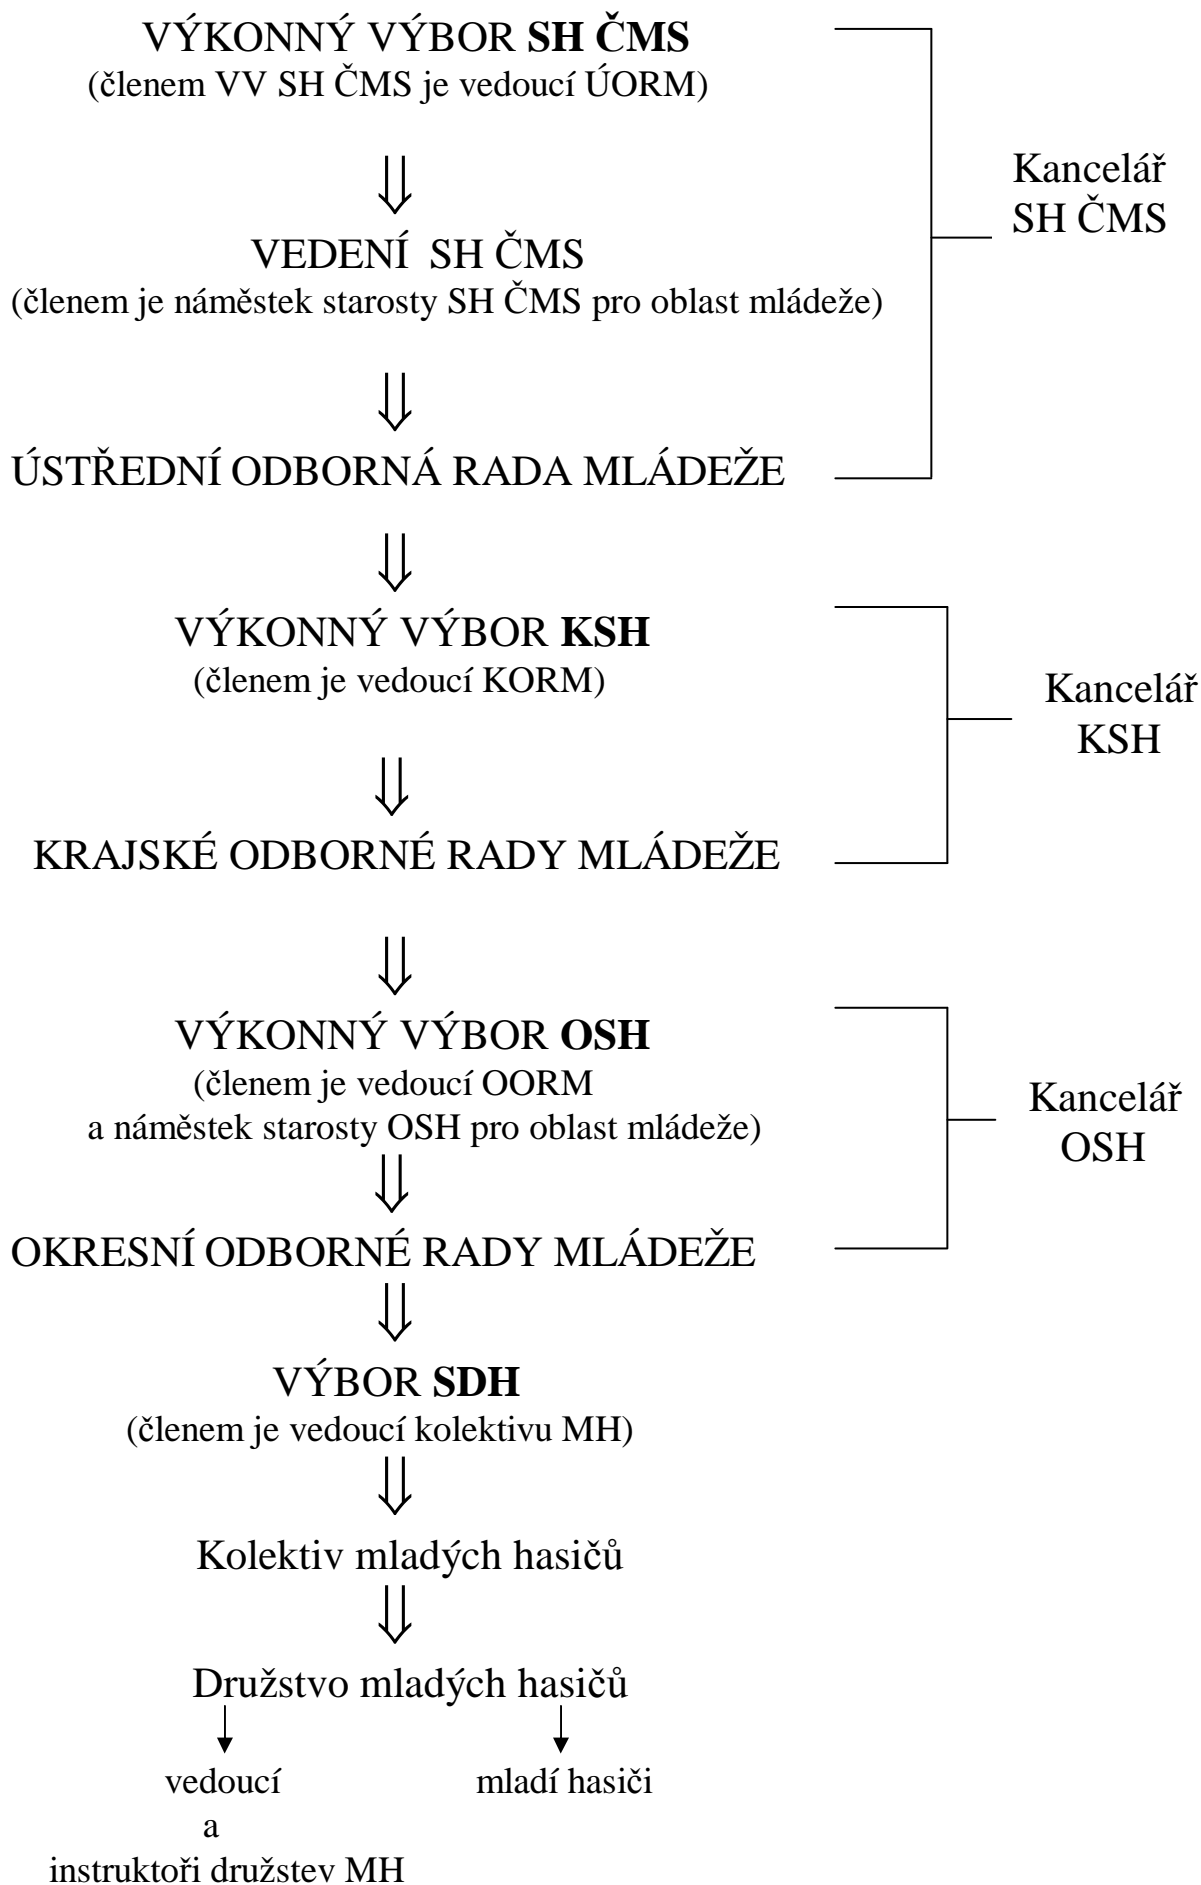 VÝKONNÝ VÝBOR SH ČMS
(členem VV SH ČMS je vedoucí ÚORM)
Kancelář
SH ČMS
VEDENÍ SH ČMS
(členem je náměstek starosty SH ČMS pro oblast mládeže)
ÚSTŘEDNÍ ODBORNÁ RADA MLÁDEŽE
VÝKONNÝ VÝBOR KSH
(členem je vedoucí KORM)
Kancelář
KSH
KRAJSKÉ ODBORNÉ RADY MLÁDEŽE
VÝKONNÝ VÝBOR OSH
(členem je vedoucí OORM
a náměstek starosty OSH pro oblast mládeže)
Kancelář
OSH
OKRESNÍ ODBORNÉ RADY MLÁDEŽE
VÝBOR SDH
(členem je vedoucí kolektivu MH)
Kolektiv mladých hasičů
Družstvo mladých hasičů
vedoucí
a
instruktoři družstev MH
mladí hasiči